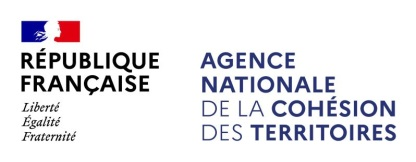 RÉPUBLIQUE
FRANÇAISE
Liberté
Égalité
Fraternité
AGENCE
NATIONALE
DE LA COHÉSION
DES TERRITOIRES